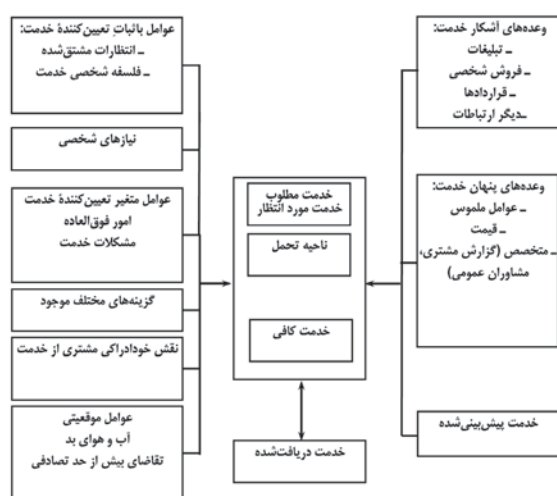 وعده‌های آشکار خدمت:
ـ تبلیغات
ـ فروش شخصی
ـ قراردادها
ـدیگر ارتباطات
وعده‌های پنهان خدمت:
ـ عوامل ملموس
ـ قیمت
ـ متخصص (گزارش مشتری،
مشاوران عمومی)
خدمت پیش‌بینی‌شده
خدمت مطلوب
خدمت مورد انتظار
ناحیه تحمل
خدمت کافی
خدمت دریافت‌شده
عوامل باثباتِ تعیین‌کنندهٔ خدمت:
ـ انتظارات مشتق‌شده
ـ فلسفه شخصی خدمت
نیازهای شخصی
عوامل متغیر تعیین‌کنندهٔ خدمت
امور فوق‌العاده
مشکلات خدمت
گزینه‌های مختلف موجود
نقش خودادراکی مشتری از خدمت
عوامل موقعیتی
آب و هوای بد
تقاضای بیش از حد تصادفی